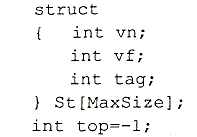 struct
{ int vn;
int vf;
int tag;
} St[MaxSize];
int top=-1;